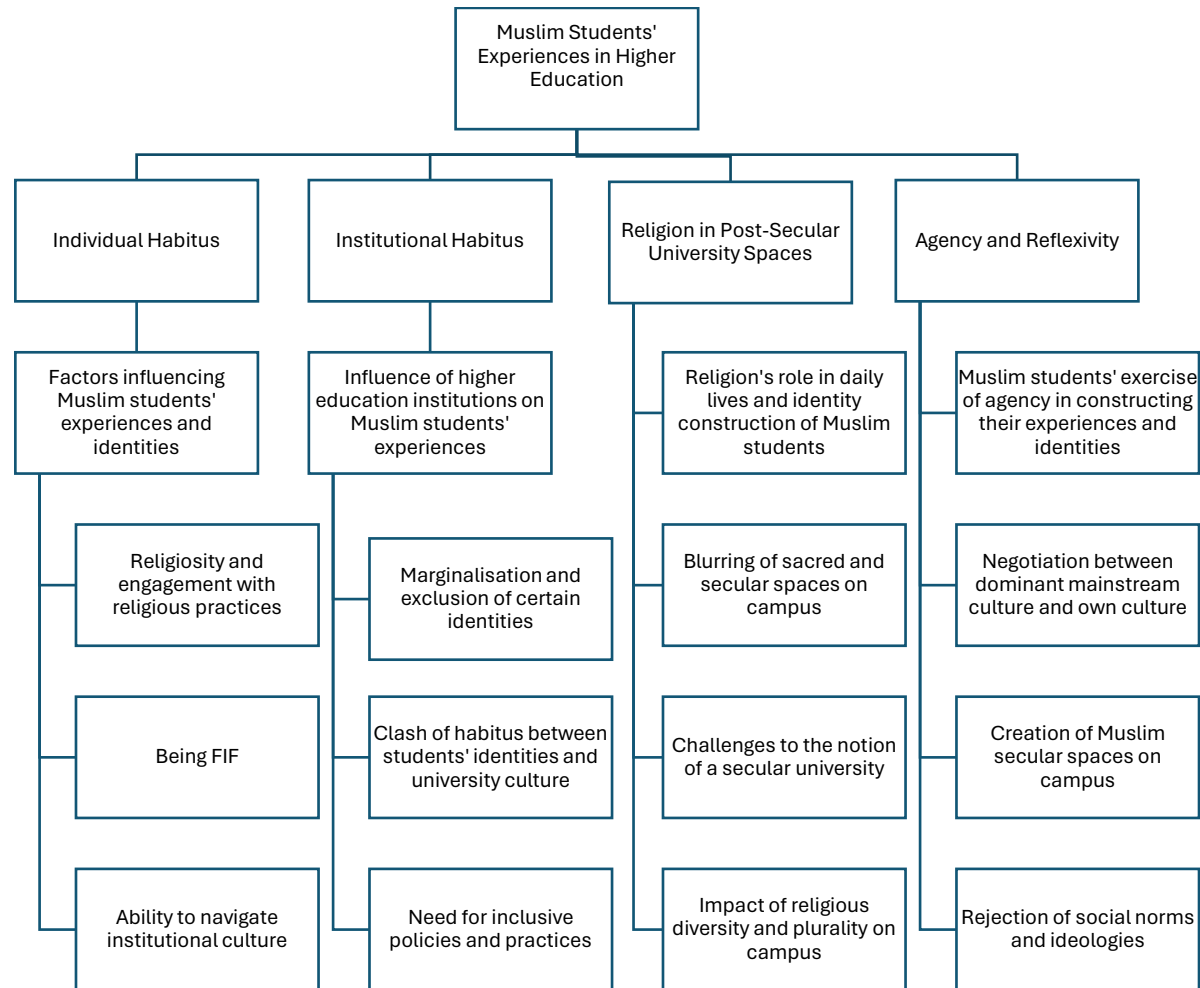 Muslim Students'
Experiences in Higher
Education
Individual Habitus
Institutional Habitus
Religion in Post-Secular
University Spaces
Agency and Reflexivity
Factors influencing
Muslim students'
experiences and
identities
Influence of higher
education institutions on
Muslim students'
experiences
Religion's role in daily
lives and identity
construction of Muslim
students
Muslim students' exercise
of agency in constructing
their experiences and
identities
Religiosity and
engagement with
religious practices
Marginalisation and
exclusion of certain
identities
Blurring of sacred and
secular spaces on
campus
Negotiation between
dominant mainstream
culture and own culture
Being FIF
Clash of habitus between
students' identities and
university culture
Challenges to the notion
of a secular university
Creation of Muslim
secular spaces on
campus
Ability to navigate
institutional culture
Need for inclusive
policies and practices
Impact of religious
diversity and plurality on
campus
Rejection of social norms
and ideologies